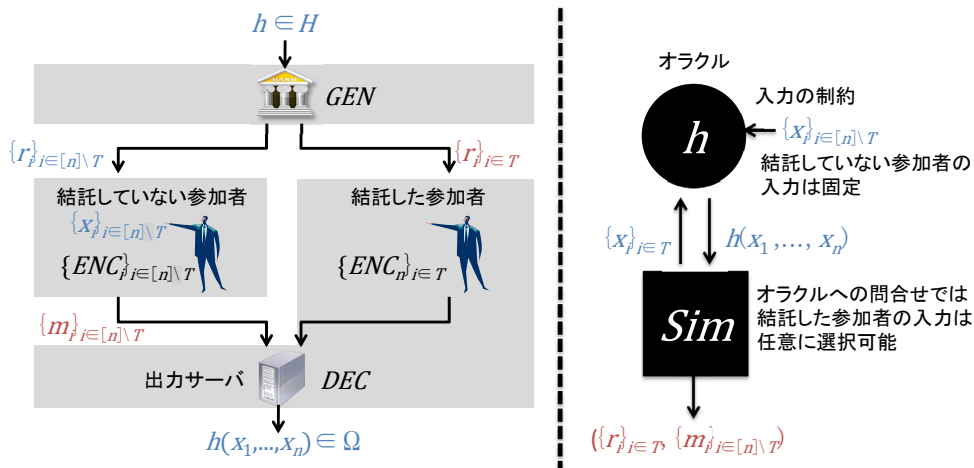 h ∈ H
BANK
GEN
{r_i}_{i∈[n]\T}
{r_i}_{i∈T}
結託していない参加者
{x_i}_{i∈[n]\T}
{ENC_i}_{i∈[n]\T}
結託した参加者
{ENC_n}_{i∈T}
{m_i}_{i∈[n]\T}
出力サーバ
DEC
h(x_1,...,x_n) ∈ Ω
オラクル
h
入力の制約
{x_i}_{i∈[n]\T}
結託していない参加者の
入力は固定
{x_i}_{i∈T}
h(x_1,..., x_n)
Sim
オラクルへの問合せでは
結託した参加者の入力は
任意に選択可能
({r_i}_{i∈T}, {m_i}_{i∈[n]\T})